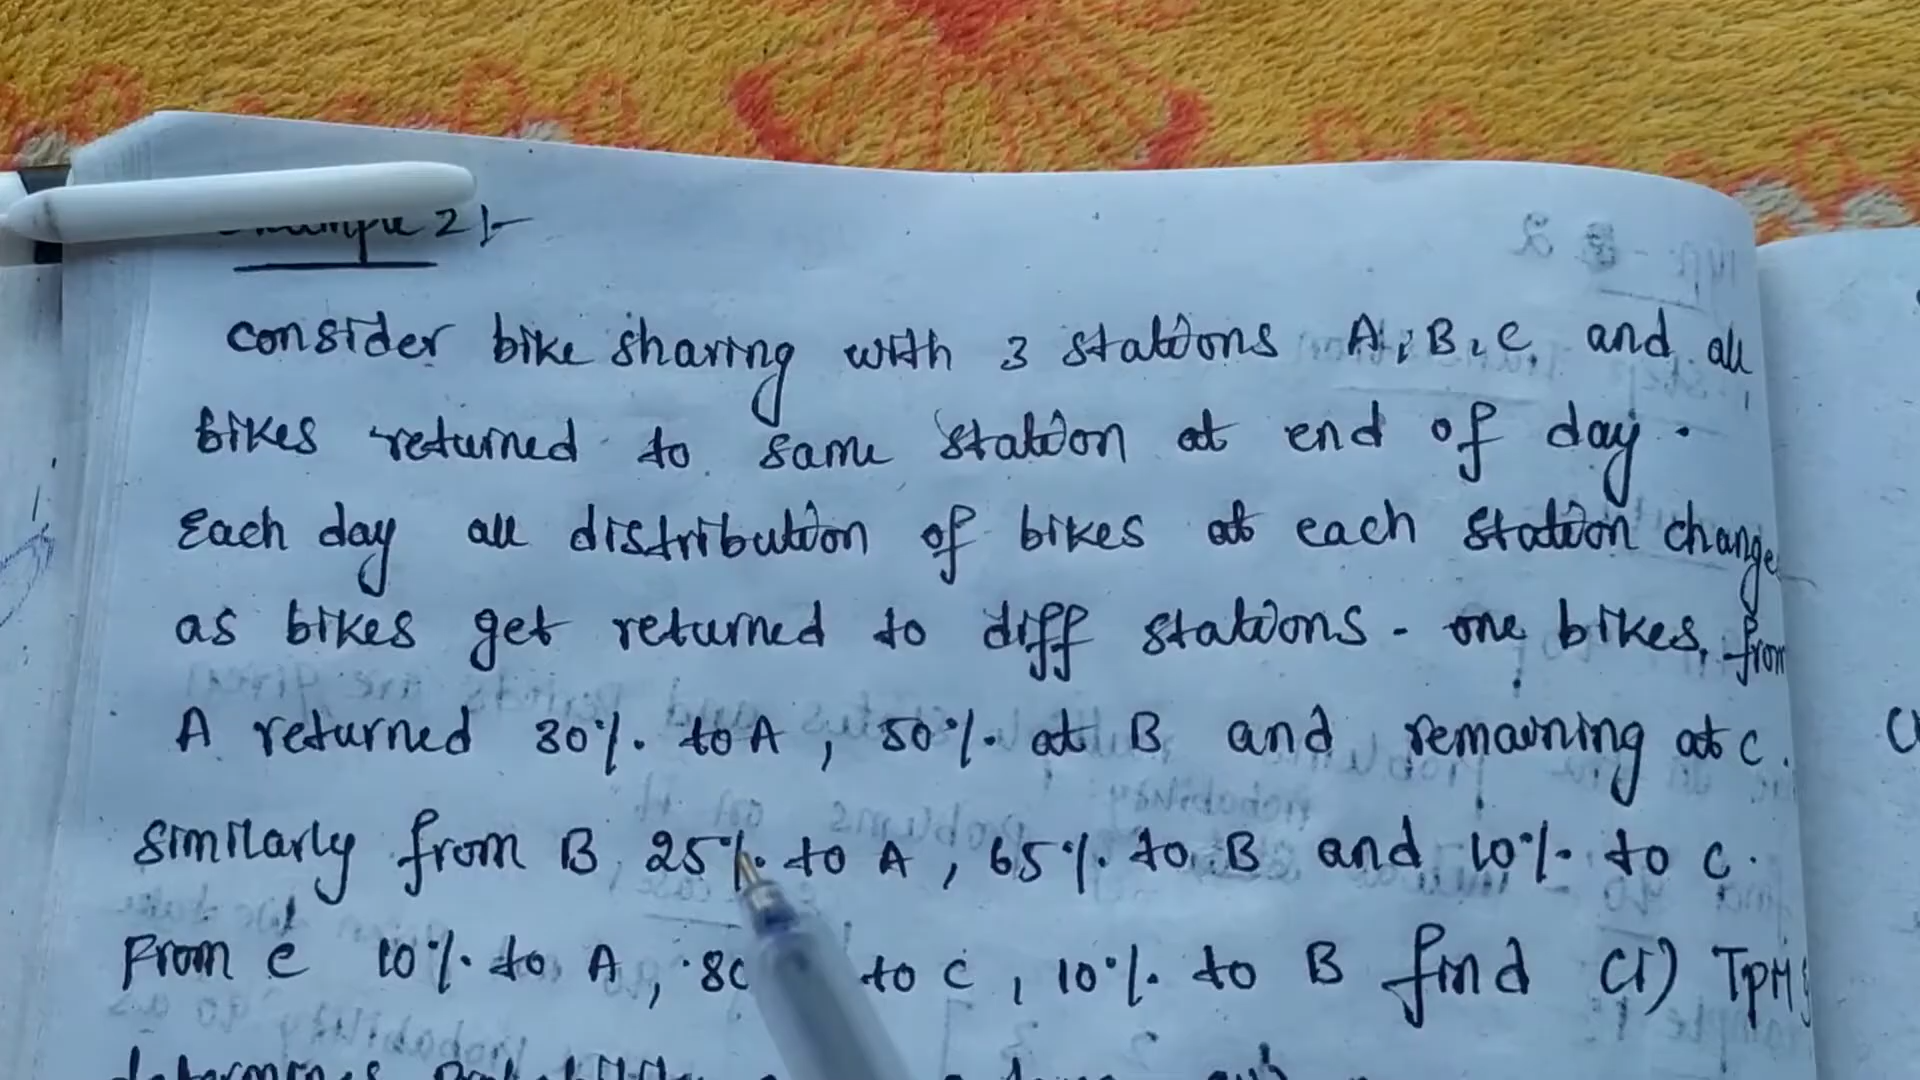 2 :-
consider bike sharing with 3 stations A, B, C, and all
bikes returned to same station at end of day.
Each day all distribution of bikes at each station change
as bikes get returned to diff stations. one bikes, from
A returned 30%. to A, 50%. at B and remaining at C.
similarly from B 25%. to A, 65%. to B and 10%. to C.
From C 10%. to A, to C, 10%. to B find (i) TPM